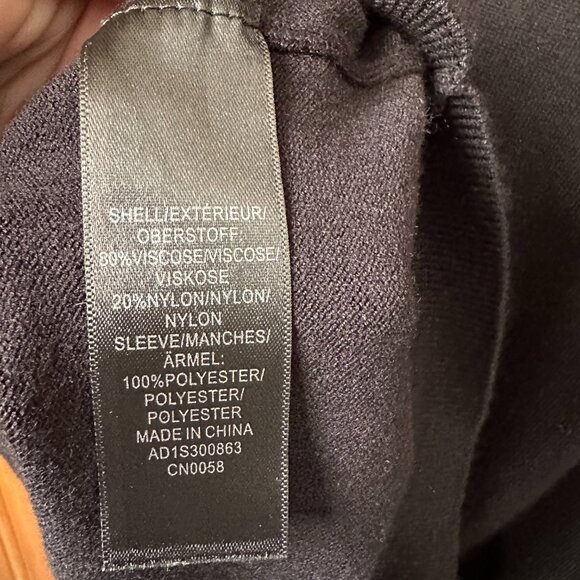 SHELL/EXTERIEUR/
OBERSTOFF
80%VISCOSE/VISCOSE/
VISKOSE
20%NYLON/NYLON/
NYLON
SLEEVE/MANCHES/
ÄRMEL:
100%POLYESTER/
POLYESTER/
POLYESTER
MADE IN CHINA
AD1S300863
CN0058